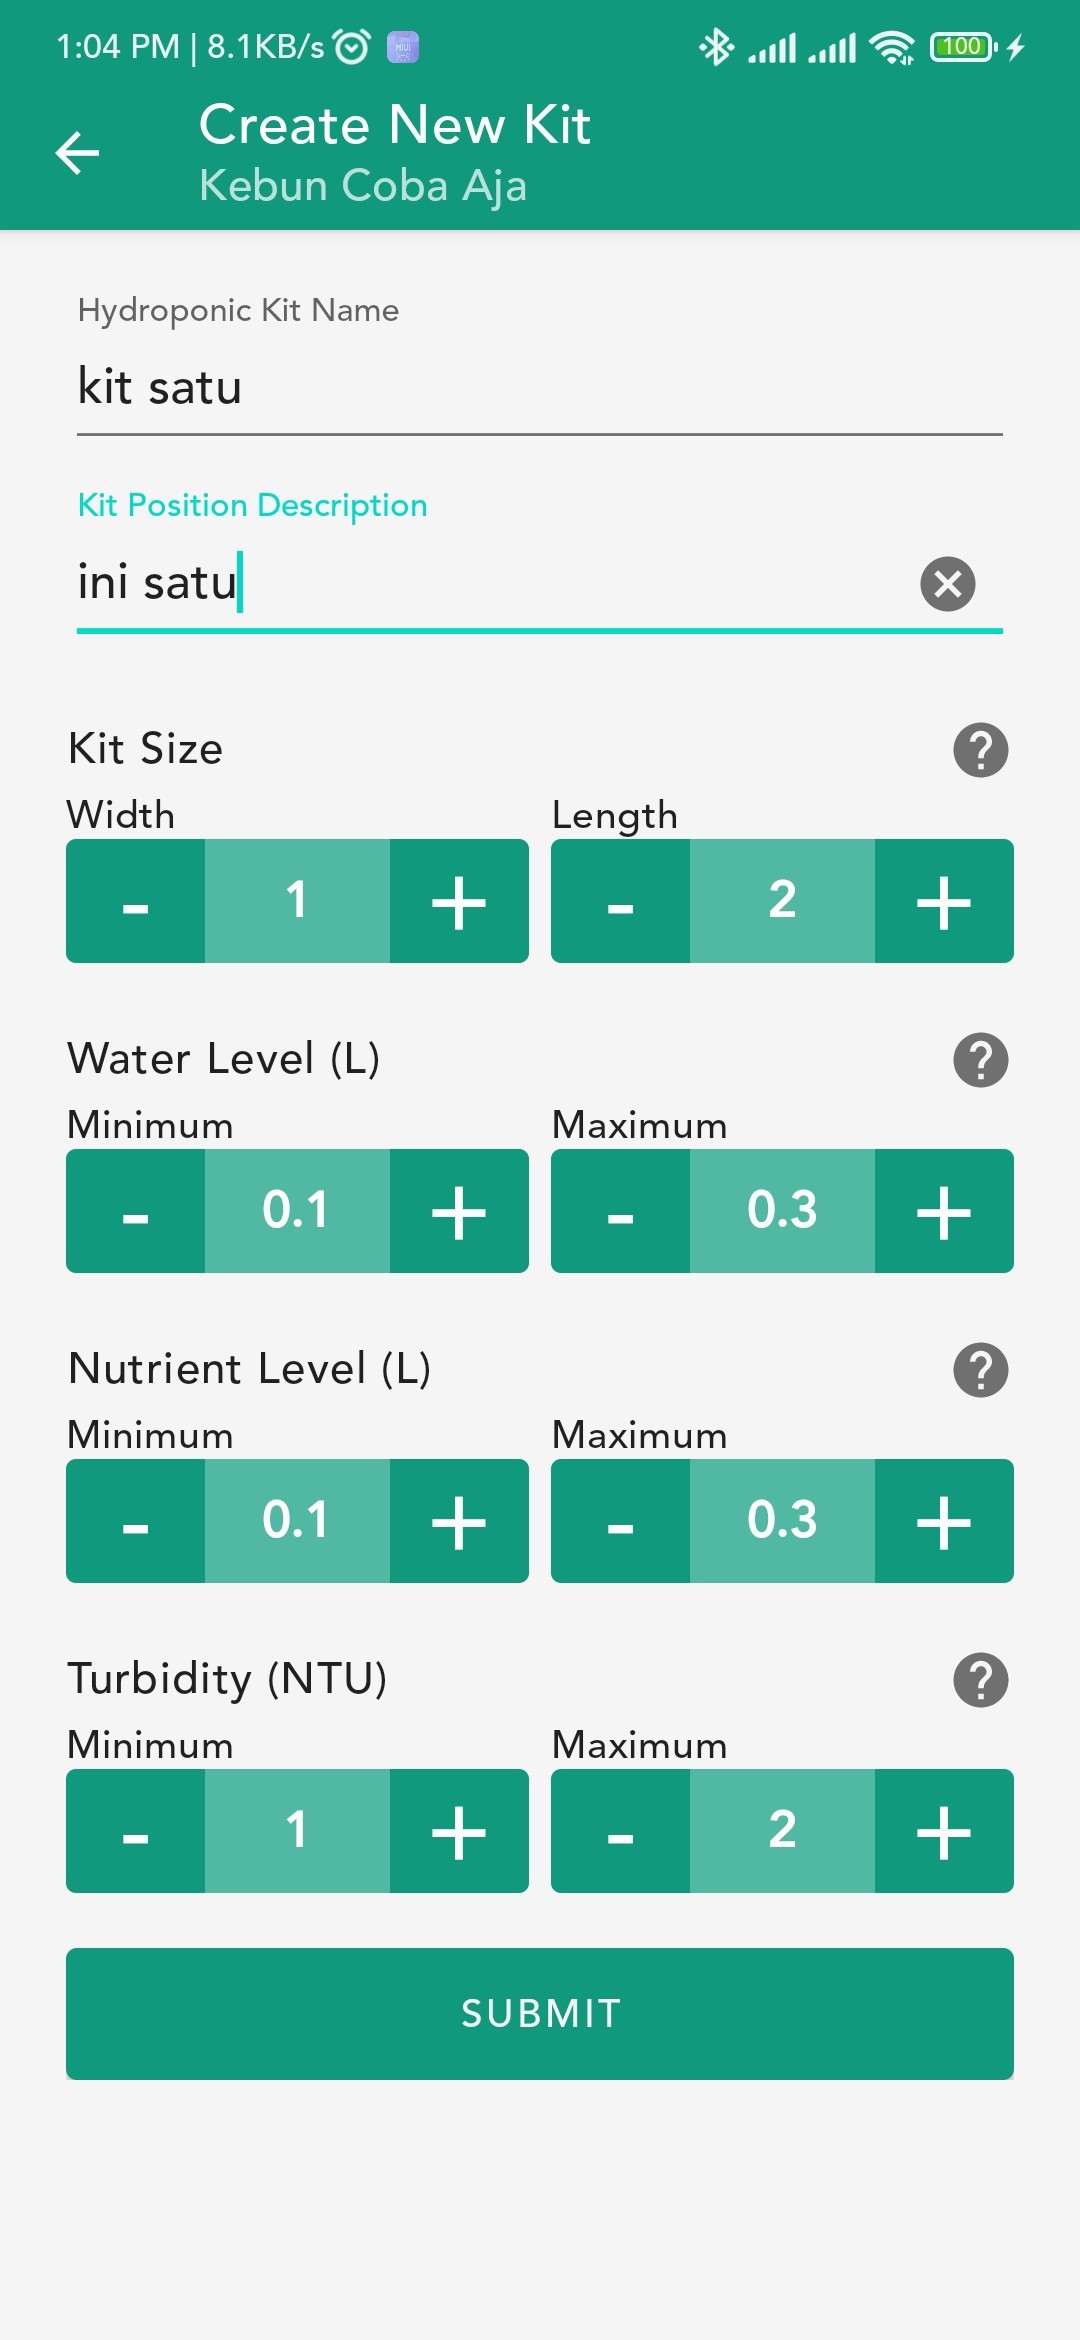 1:04 PM | 8.1KB/s MIUI 100
Create New Kit
Kebun Coba Aja
Hydroponic Kit Name
kit satu
Kit Position Description
ini satu
Kit Size ?
Width Length
- 1 + - 2 +
Water Level (L) ?
Minimum Maximum
- 0.1 + - 0.3 +
Nutrient Level (L) ?
Minimum Maximum
- 0.1 + - 0.3 +
Turbidity (NTU) ?
Minimum Maximum
- 1 + - 2 +
SUBMIT